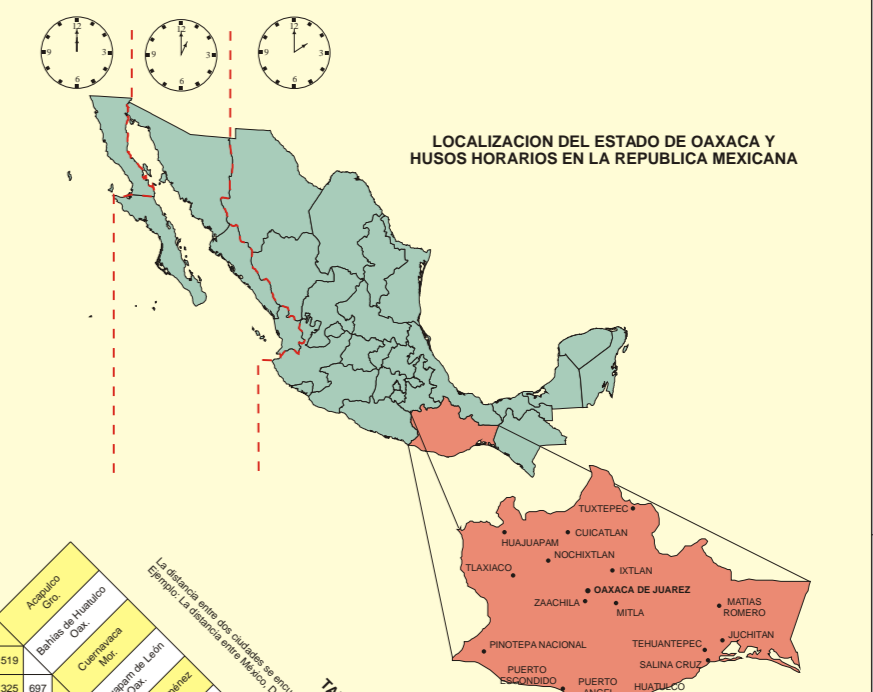 12
3
6
9
12
3
6
9
12
3
6
9
LOCALIZACION DEL ESTADO DE OAXACA Y
HUSOS HORARIOS EN LA REPUBLICA MEXICANA
TUXTEPEC
CUICATLAN
HUAJUAPAM
NOCHIXTLAN
TLAXIACO
IXTLAN
OAXACA DE JUAREZ
ZAACHILA
MITLA
MATIAS
ROMERO
JUCHITAN
TEHUANTEPEC
PINOTEPA NACIONAL
SALINA CRUZ
PUERTO
ESCONDIDO
PUERTO
ANGEL
HUATULCO
Acapulco
Gro.
Bahías de Huatulco
Oax.
Cuernavaca
Mor.
de León
Oax.
519
325
697
La distancia entre dos ciudades se
Ejemplo: La distancia entre México,